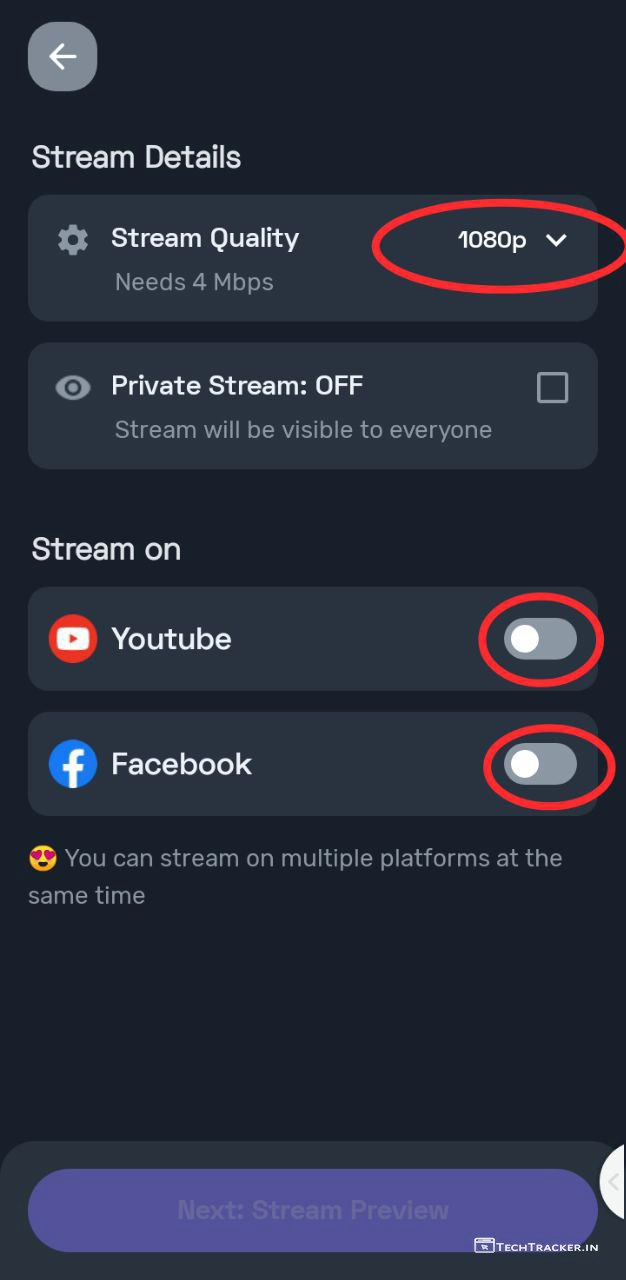 Stream Details
Stream Quality
1080p
Needs 4 Mbps
Private Stream: OFF
Stream will be visible to everyone
Stream on
Youtube
Facebook
😍 You can stream on multiple platforms at the
same time
Next: Stream Preview
TECHTRACKER.IN